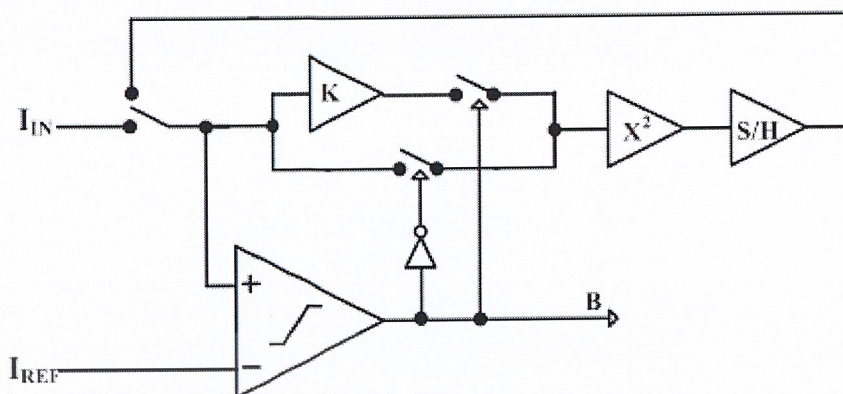 K
I_IN
X²
S/H
+
B
−
I_REF